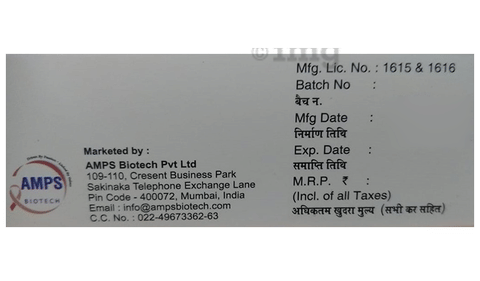 1mg
Mfg. Lic. No. : 1615 & 1616
Batch No :
बैच न.
Mfg Date :
निर्माण तिथि
Exp. Date :
समाप्ति तिथि
M.R.P. ₹ :
(Incl. of all Taxes)
अधिकतम खुदरा मुल्य (सभी कर सहित)
Marketed by :
AMPS Biotech Pvt Ltd
109-110, Cresent Business Park
Sakinaka Telephone Exchange Lane
Pin Code - 400072, Mumbai, India
Email : info@ampsbiotech.com
C.C. No. : 022-49673362-63
AMPS
BIOTECH